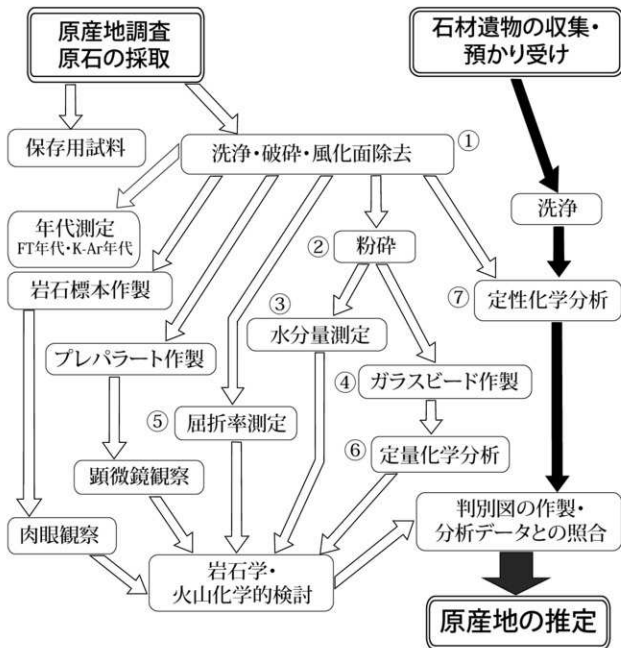 原産地調査
原石の採取
石材遺物の収集・
預かり受け
保存用試料
洗浄・破砕・風化面除去
①
年代測定
FT年代・K-Ar年代
洗浄
②
粉砕
岩石標本作製
⑦
定性化学分析
③
水分量測定
プレパラート作製
④
ガラスビード作製
⑤
屈折率測定
⑥
定量化学分析
顕微鏡観察
肉眼観察
判別図の作製・
分析データとの照合
岩石学・
火山化学的検討
原産地の推定